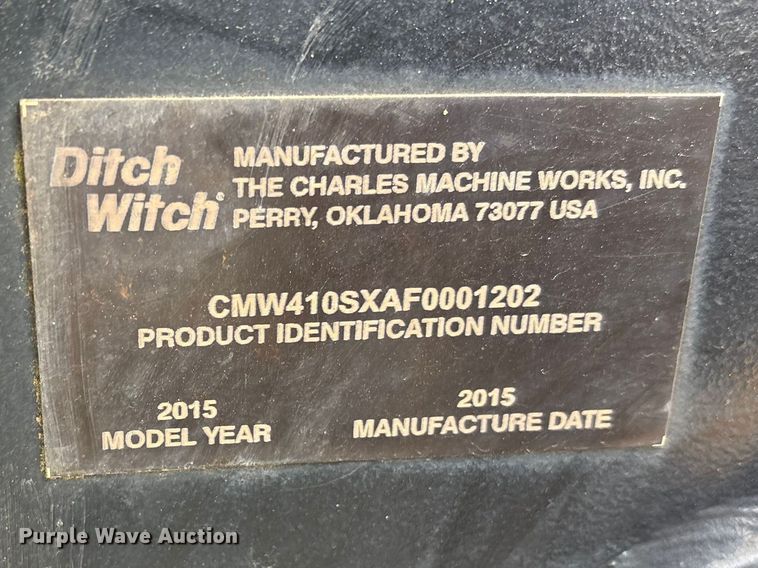 Ditch Witch®
MANUFACTURED BY
THE CHARLES MACHINE WORKS, INC.
PERRY, OKLAHOMA 73077 USA
CMW410SXAF0001202
PRODUCT IDENTIFICATION NUMBER
2015
MODEL YEAR
2015
MANUFACTURE DATE
Purple Wave Auction